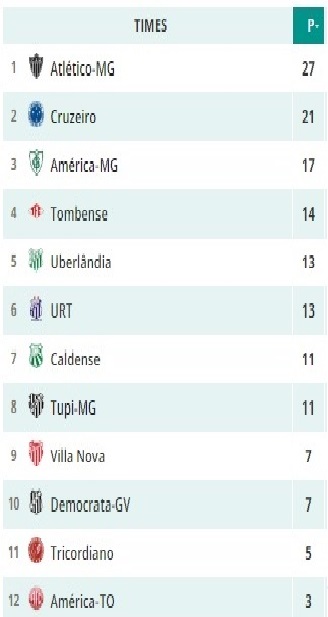 TIMES P
1 Atlético-MG 27
2 Cruzeiro 21
3 América-MG 17
4 Tombense 14
5 Uberlândia 13
6 URT 13
7 Caldense 11
8 Tupi-MG 11
9 Villa Nova 7
10 Democrata-GV 7
11 Tricordiano 5
12 América-TO 3